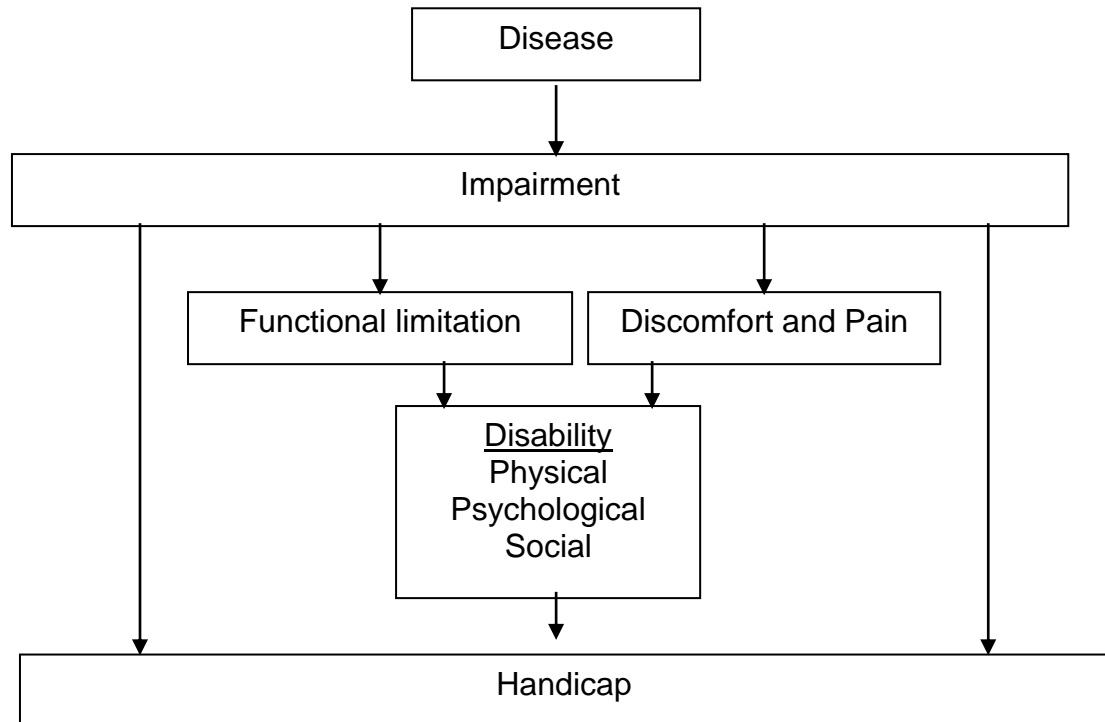 Disease
Impairment
Functional limitation
Discomfort and Pain
Disability
Physical
Psychological
Social
Handicap